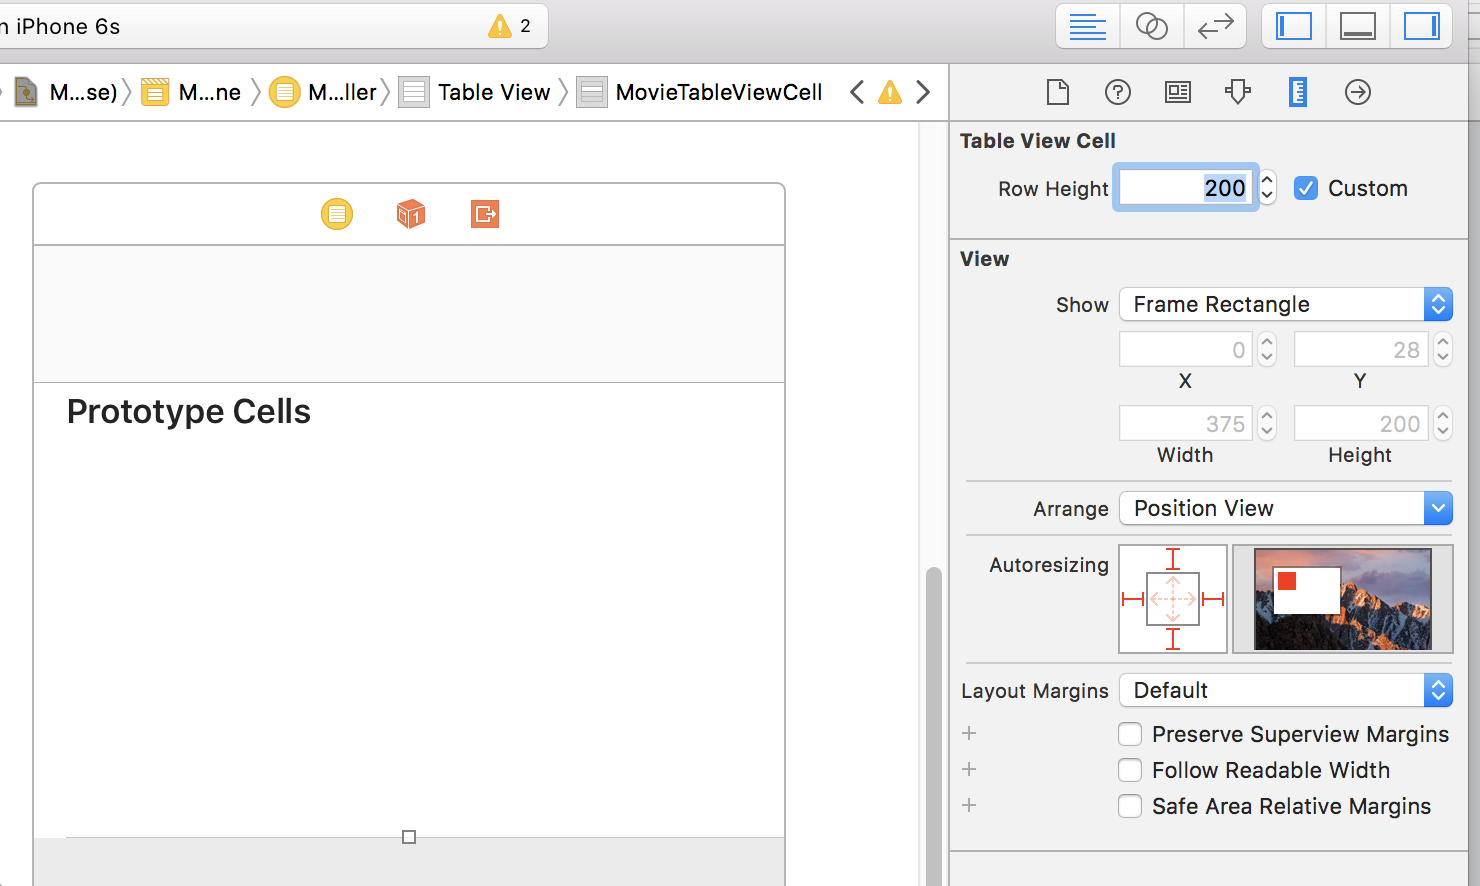 n iPhone 6s
2
M...se)
M...ne
M...ller
Table View
MovieTableViewCell
Table View Cell
Row Height
200
Custom
View
Show
Frame Rectangle
0
28
X
Y
375
200
Width
Height
Arrange
Position View
Autoresizing
Layout Margins
Default
Preserve Superview Margins
Follow Readable Width
Safe Area Relative Margins
1
Prototype Cells